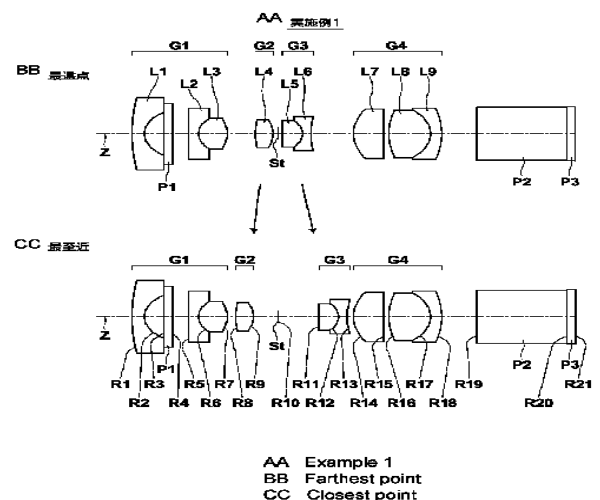 AA 実施例1
G1 G2 G3 G4
L1 L2 L3 L4 L5 L6 L7 L8 L9
BB 最遠点
Z P1 St P2 P3
CC 最至近
G1 G2 G3 G4
Z P1 St P2 P3
R1 R3 R5 R7 R9 R11 R13 R15 R17 R19 R21
R2 R4 R6 R8 R10 R12 R14 R16 R18 R20
AA Example 1
BB Farthest point
CC Closest point